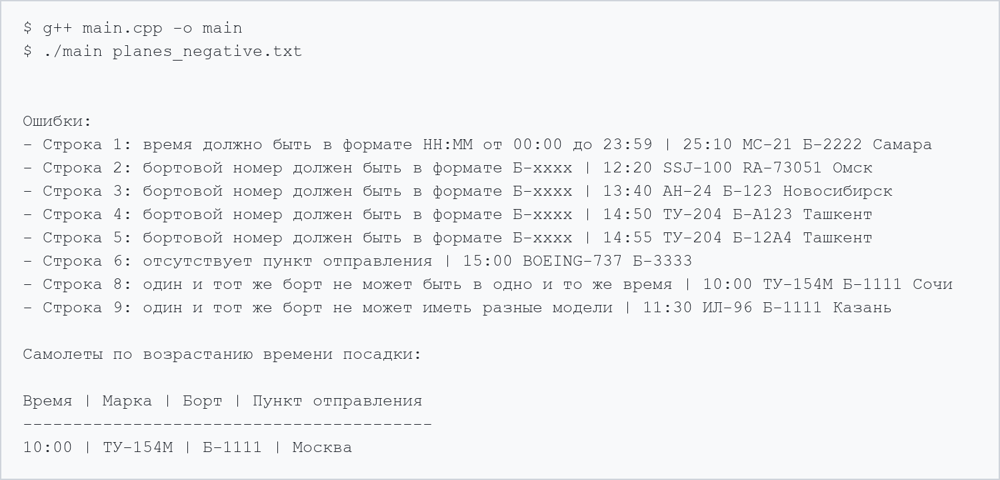 $ g++ main.cpp -o main
$ ./main planes_negative.txt
Ошибки:
- Строка 1: время должно быть в формате HH:MM от 00:00 до 23:59 | 25:10 МС-21 Б-2222 Самара
- Строка 2: бортовой номер должен быть в формате Б-xxxx | 12:20 SSJ-100 RA-73051 Омск
- Строка 3: бортовой номер должен быть в формате Б-xxxx | 13:40 АН-24 Б-123 Новосибирск
- Строка 4: бортовой номер должен быть в формате Б-xxxx | 14:50 ТУ-204 Б-А123 Ташкент
- Строка 5: бортовой номер должен быть в формате Б-xxxx | 14:55 ТУ-204 Б-12А4 Ташкент
- Строка 6: отсутствует пункт отправления | 15:00 BOEING-737 Б-3333
- Строка 8: один и тот же борт не может быть в одно и то же время | 10:00 ТУ-154М Б-1111 Сочи
- Строка 9: один и тот же борт не может иметь разные модели | 11:30 ИЛ-96 Б-1111 Казань
Самолеты по возрастанию времени посадки:
Время | Марка | Борт | Пункт отправления
-----------------------------------------
10:00 | ТУ-154М | Б-1111 | Москва